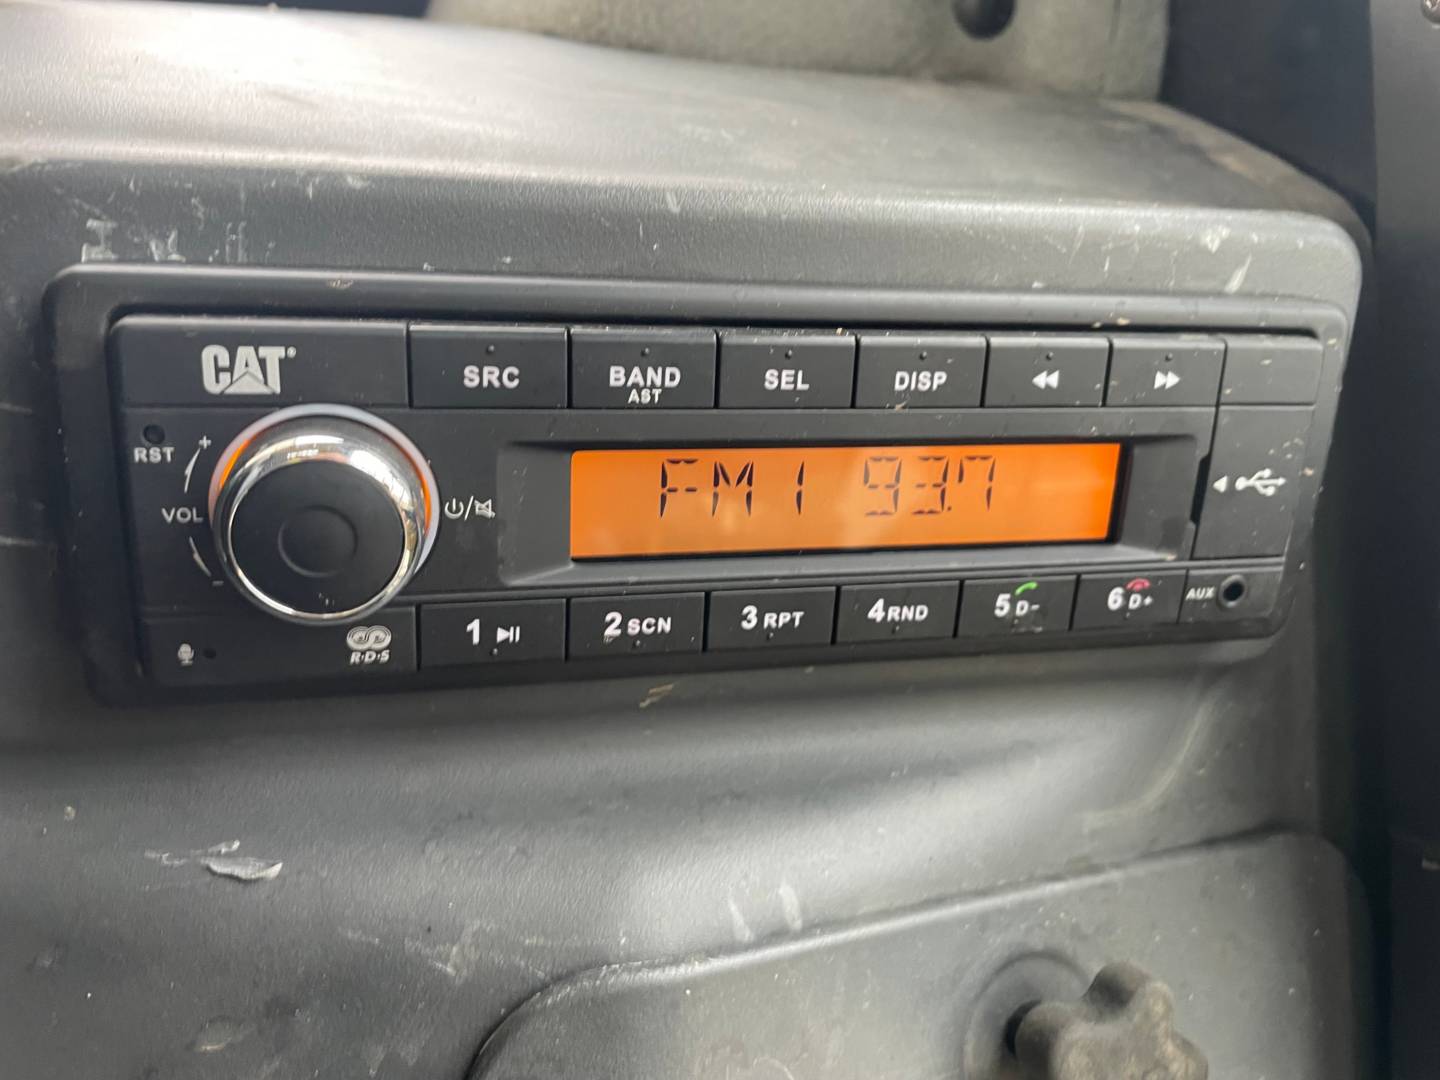 CAT
SRC
BAND
AST
SEL
DISP
RST
+
VOL
-
FM1 93.7
R·D·S
1
2 SCN
3 RPT
4 RND
5 D-
6 D+
AUX